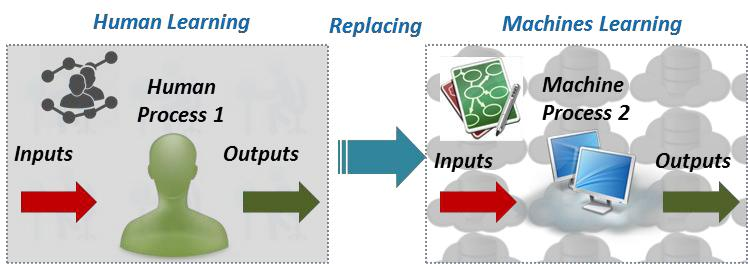 Human Learning
Replacing
Machines Learning
Human
Process 1
Inputs
Outputs
Machine
Process 2
Inputs
Outputs